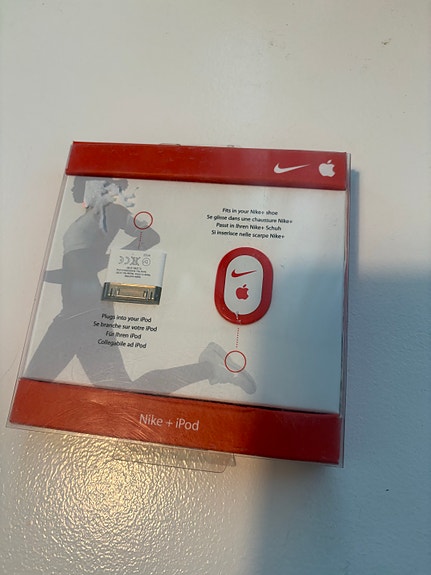 Fits in your Nike+ shoe
Se glisse dans une chaussure Nike+
Passt in Ihren Nike+ Schuh
Si inserisce nelle scarpe Nike+
Plugs into your iPod
Se branche sur votre iPod
Für Ihren iPod
Collegabile ad iPod
Nike + iPod